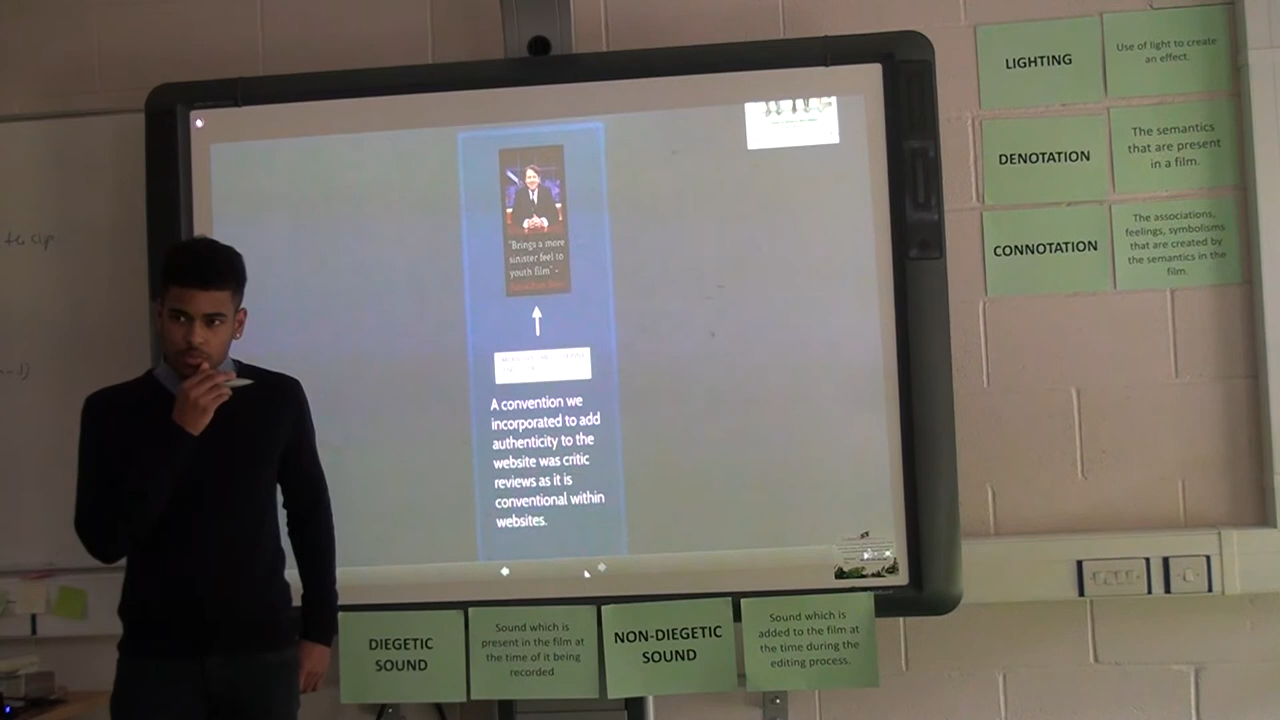 "Brings a more
sinister feel to
youth film" -
A convention we
incorporated to add
authenticity to the
website was critic
reviews as it is
conventional within
websites.
LIGHTING
Use of light to create
an effect.
DENOTATION
The semantics
that are present
in a film.
CONNOTATION
The associations,
feelings, symbolisms
that are created by
the semantics in the
film.
DIEGETIC
SOUND
Sound which is
present in the film at
the time of it being
recorded
NON-DIEGETIC
SOUND
Sound which is
added to the film at
the time during the
editing process.